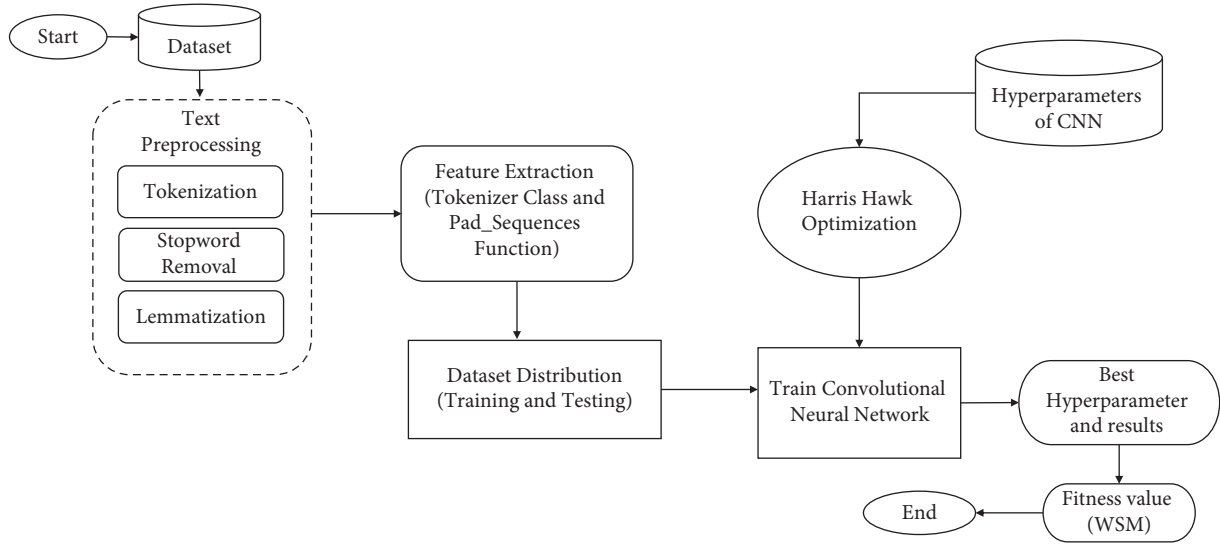 Start
Dataset
Text
Preprocessing
Tokenization
Stopword
Removal
Lemmatization
Feature Extraction
(Tokenizer Class and
Pad_Sequences
Function)
Dataset Distribution
(Training and Testing)
Hyperparameters
of CNN
Harris Hawk
Optimization
Train Convolutional
Neural Network
Best
Hyperparameter
and results
Fitness value
(WSM)
End